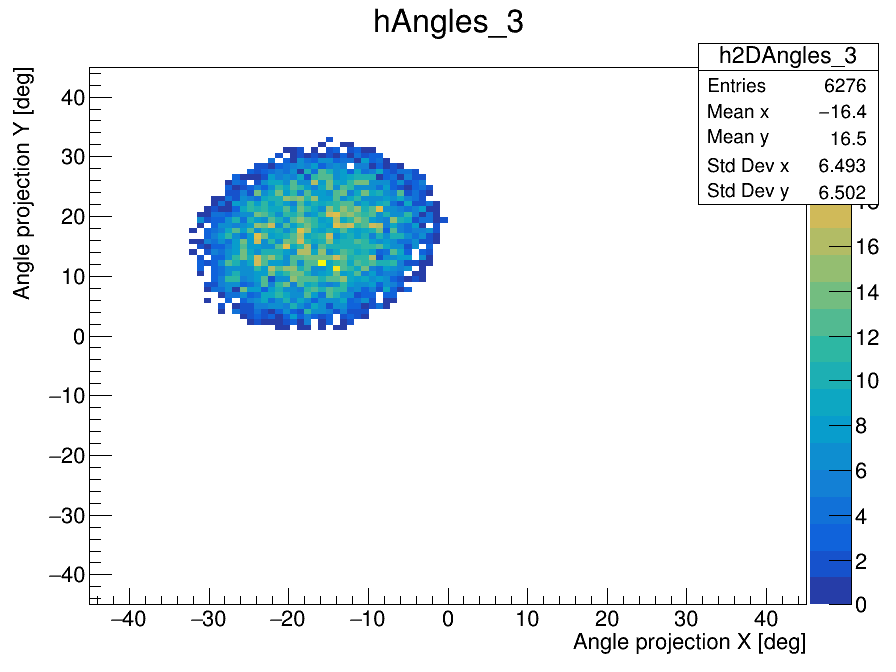 hAngles_3
h2DAngles_3
Entries 6276
Mean x −16.4
Mean y 16.5
Std Dev x 6.493
Std Dev y 6.502
Angle projection Y [deg]
40
30
20
10
0
−10
−20
−30
−40
−40 −30 −20 −10 0 10 20 30 40
Angle projection X [deg]
16
14
12
10
8
6
4
2
0